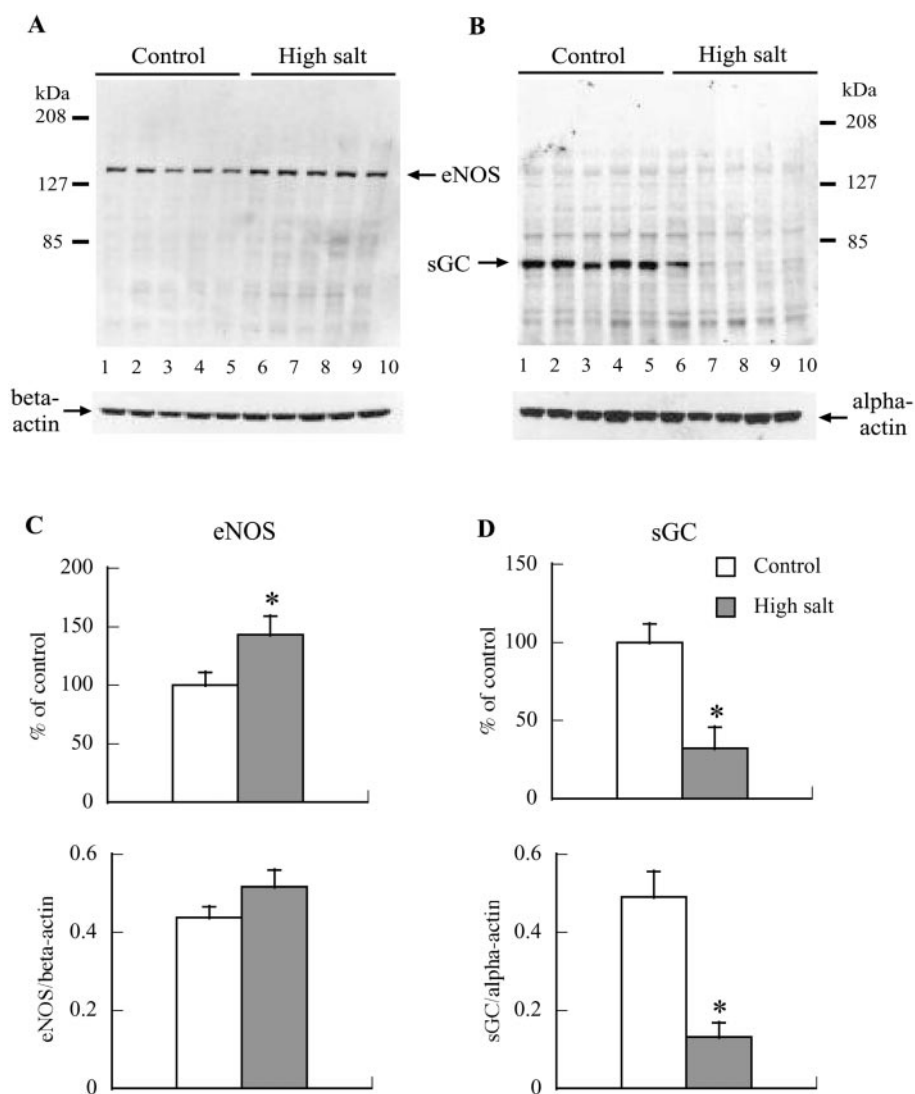 A
Control High salt
kDa
208
127
85
eNOS
1 2 3 4 5 6 7 8 9 10
beta-
actin
B
Control High salt
kDa
208
127
85
sGC
1 2 3 4 5 6 7 8 9 10
alpha-
actin
C
eNOS
200
150
100
50
0
% of control
*
0.6
0.4
0.2
0
eNOS/beta-actin
D
sGC
150
100
50
0
% of control
*
Control
High salt
0.6
0.4
0.2
0
sGC/alpha-actin
*